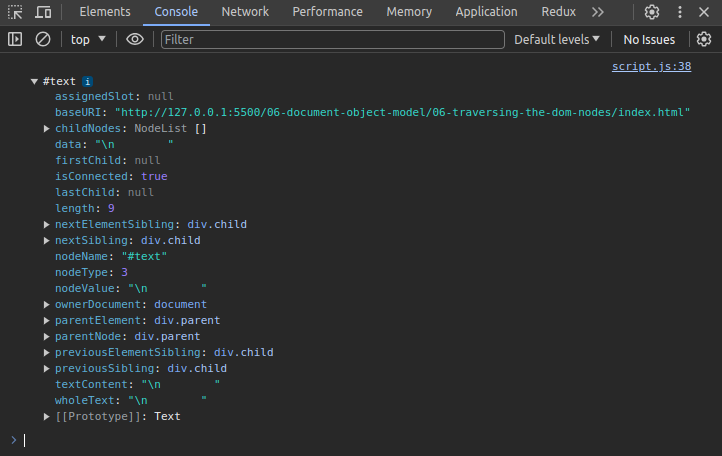 Elements Console Network Performance Memory Application Redux
top Filter Default levels No Issues
script.js:38
#text i
assignedSlot: null
baseURI: "http://127.0.0.1:5500/06-document-object-model/06-traversing-the-dom-nodes/index.html"
childNodes: NodeList []
data: "\n        "
firstChild: null
isConnected: true
lastChild: null
length: 9
nextElementSibling: div.child
nextSibling: div.child
nodeName: "#text"
nodeType: 3
nodeValue: "\n        "
ownerDocument: document
parentElement: div.parent
parentNode: div.parent
previousElementSibling: div.child
previousSibling: div.child
textContent: "\n        "
wholeText: "\n        "
[[Prototype]]: Text